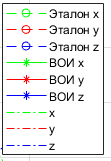 Эталон x
Эталон y
Эталон z
ВОИ x
ВОИ y
ВОИ z
x
y
z